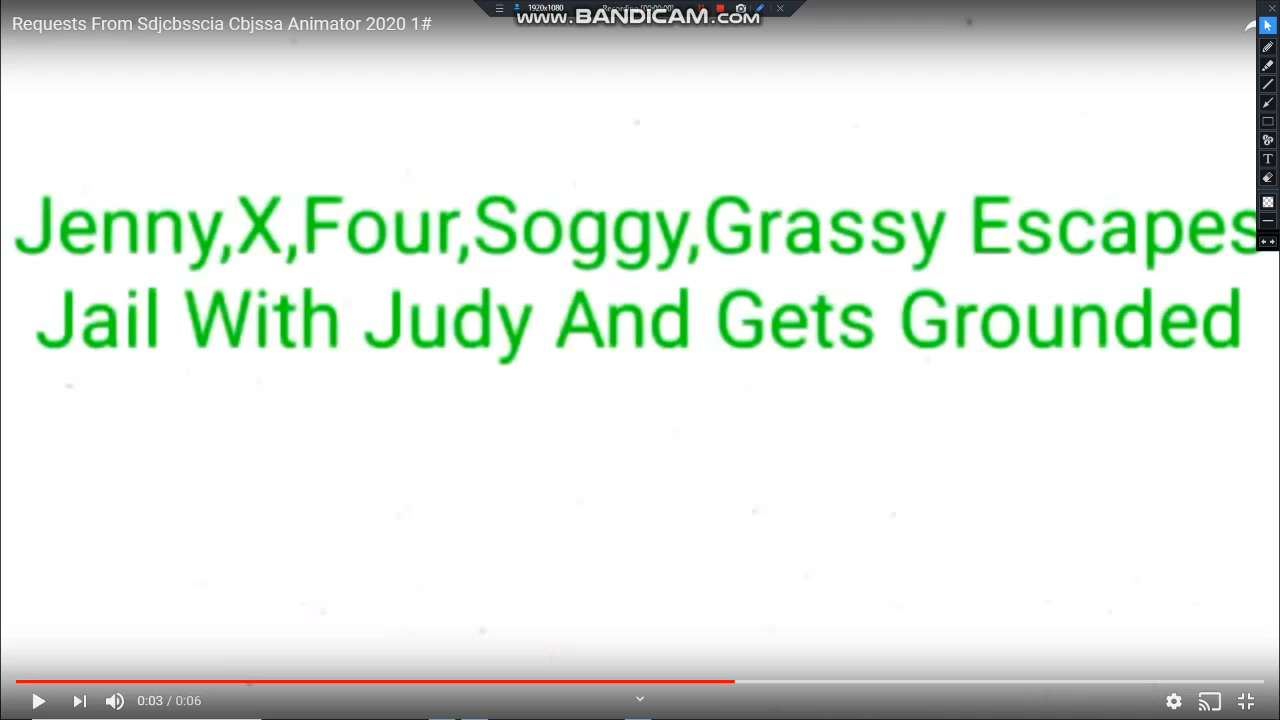 www.BANDICAM.com
1920x1080
Requests From Sdjcbsscia Cbjssa Animator 2020 1#
Jenny,X,Four,Soggy,Grassy Escapes
Jail With Judy And Gets Grounded
0:03 / 0:06